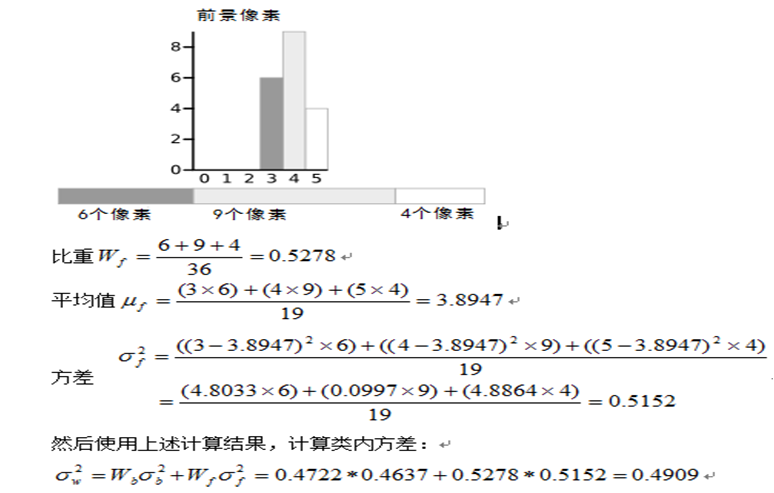 前景像素
8
6
4
2
0
0 1 2 3 4 5
6个像素 9个像素 4个像素
比重 W_f = (6+9+4)/36 = 0.5278
平均值 μ_f = ((3×6)+(4×9)+(5×4))/19 = 3.8947
方差 σ_f^2 = (((3−3.8947)^2×6)+((4−3.8947)^2×9)+((5−3.8947)^2×4)/19
= ((4.8033×6)+(0.0997×9)+(4.8864×4))/19 = 0.5152
然后使用上述计算结果，计算类内方差：
σ_w^2 = W_bσ_b^2+W_fσ_f^2 = 0.4722*0.4637+0.5278*0.5152=0.4909